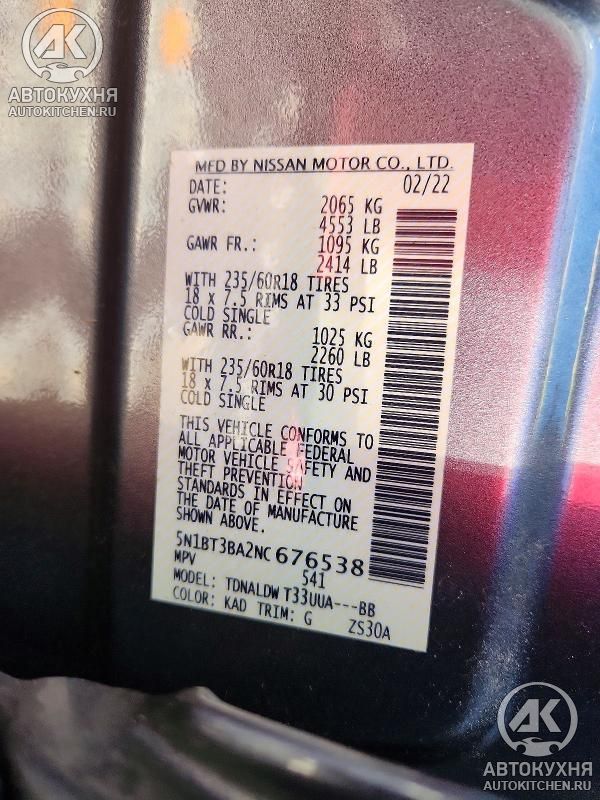 AK
АВТОКУХНЯ
AUTOKITCHEN.RU
MFD BY NISSAN MOTOR CO., LTD.
DATE: 02/22
GVWR: 2065 KG
4553 LB
GAWR FR.: 1095 KG
2414 LB
WITH 235/60R18 TIRES
18 x 7.5 RIMS AT 33 PSI
COLD SINGLE
GAWR RR.: 1025 KG
2260 LB
WITH 235/60R18 TIRES
18 x 7.5 RIMS AT 30 PSI
COLD SINGLE
THIS VEHICLE CONFORMS TO
ALL APPLICABLE FEDERAL
MOTOR VEHICLE SAFETY AND
THEFT PREVENTION
STANDARDS IN EFFECT ON
THE DATE OF MANUFACTURE
SHOWN ABOVE.
5N1BT3BA2NC676538
MPV 541
MODEL: TDNALDWT33UUA---BB
COLOR: KAD TRIM: G ZS30A
AK
АВТОКУХНЯ
AUTOKITCHEN.RU